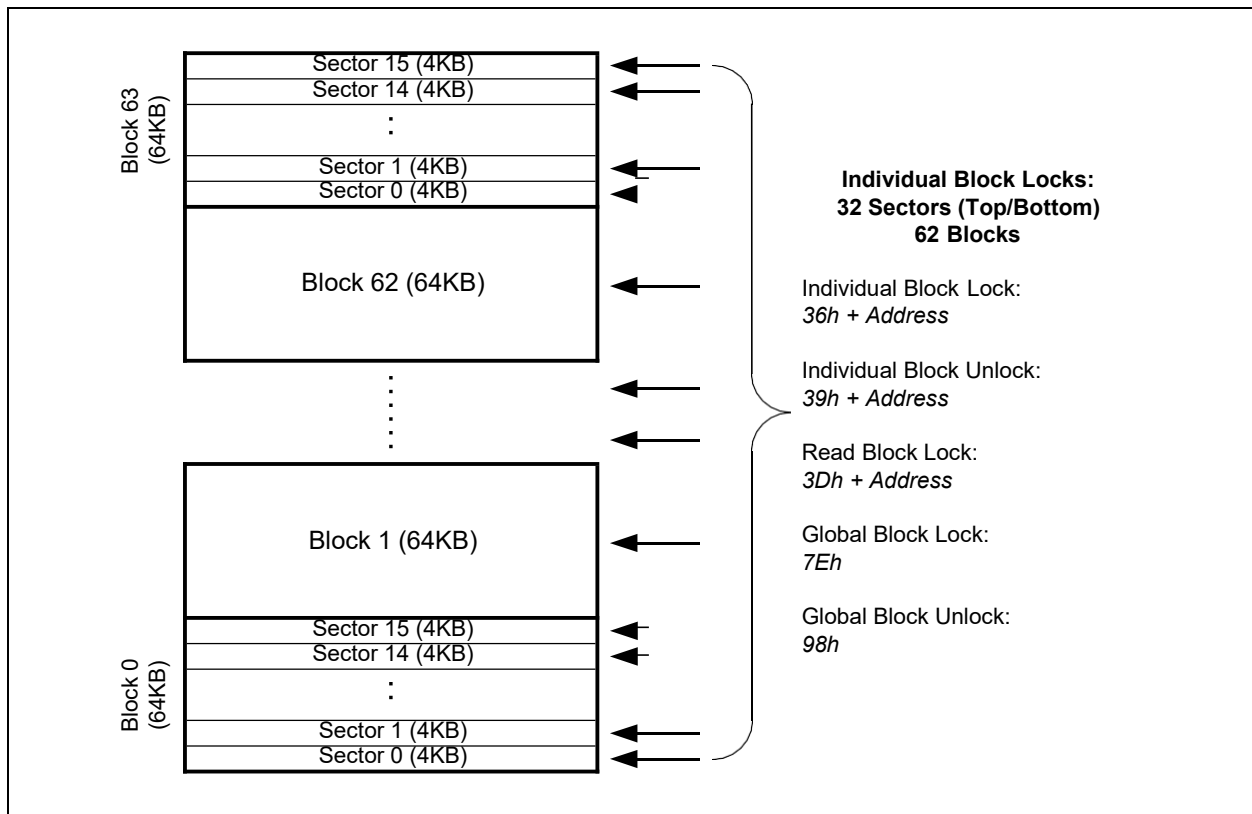 Block 63
(64KB)
Sector 15 (4KB)
Sector 14 (4KB)
:
Sector 1 (4KB)
Sector 0 (4KB)
Block 62 (64KB)
Block 1 (64KB)
Block 0
(64KB)
Sector 15 (4KB)
Sector 14 (4KB)
:
Sector 1 (4KB)
Sector 0 (4KB)
Individual Block Locks:
32 Sectors (Top/Bottom)
62 Blocks
Individual Block Lock:
36h + Address
Individual Block Unlock:
39h + Address
Read Block Lock:
3Dh + Address
Global Block Lock:
7Eh
Global Block Unlock:
98h